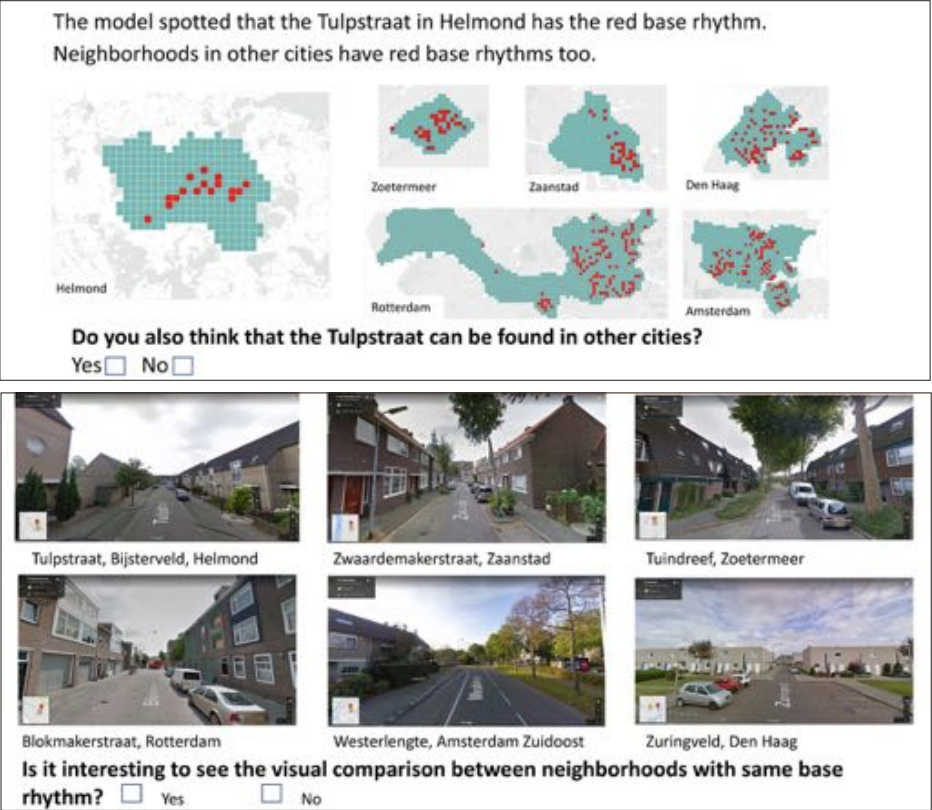 The model spotted that the Tulpstraat in Helmond has the red base rhythm.
Neighborhoods in other cities have red base rhythms too.
Zoetermeer
Zaanstad
Den Haag
Helmond
Rotterdam
Amsterdam
Do you also think that the Tulpstraat can be found in other cities?
Yes No
Tulpstraat, Bijsterveld, Helmond
Zwaardemakerstraat, Zaanstad
Tuindreef, Zoetermeer
Blokmakerstraat, Rotterdam
Westerlengte, Amsterdam Zuidoost
Zuringveld, Den Haag
Is it interesting to see the visual comparison between neighborhoods with same base
rhythm? Yes No